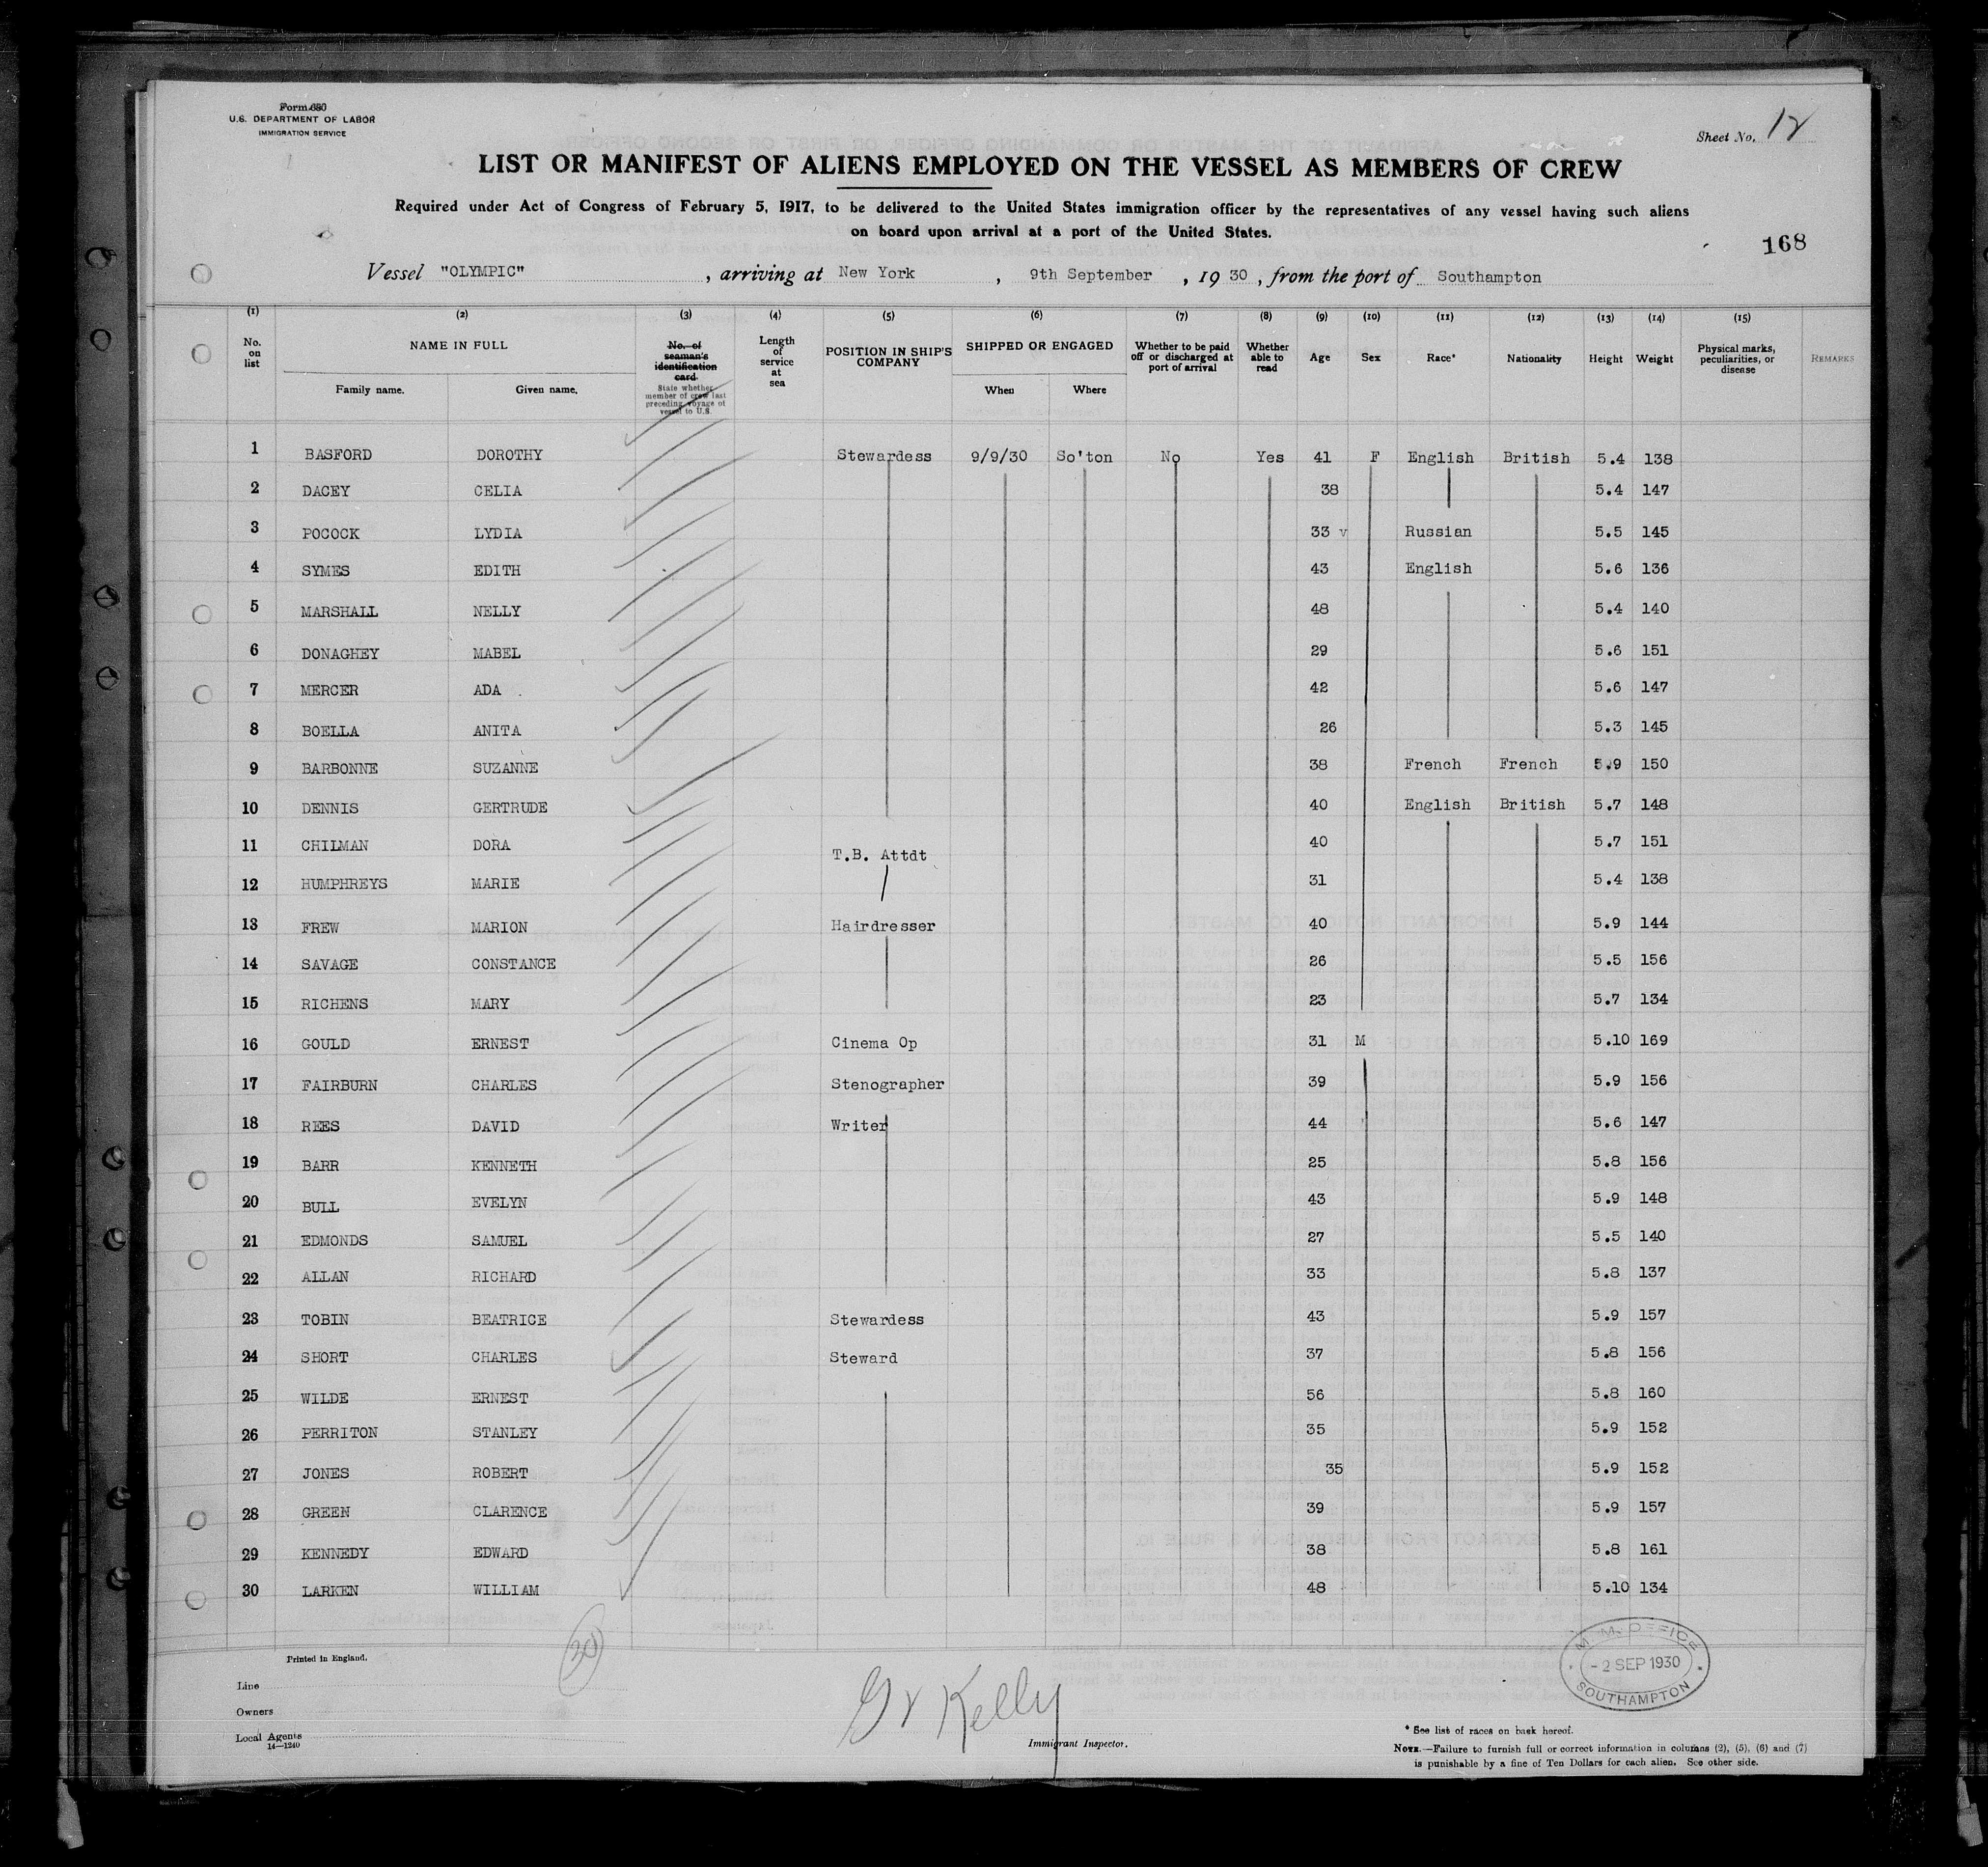 Form 680
U.S. DEPARTMENT OF LABOR
IMMIGRATION SERVICE
Sheet No. 12
LIST OR MANIFEST OF ALIENS EMPLOYED ON THE VESSEL AS MEMBERS OF CREW
Required under Act of Congress of February 5, 1917, to be delivered to the United States immigration officer by the representatives of any vessel having such aliens
on board upon arrival at a port of the United States.
168
Vessel "OLYMPIC", arriving at New York, 9th September, 19 30, from the port of Southampton
(1) (2) (3) (4) (5) (6) (7) (8) (9) (10) (11) (12) (13) (14) (15)
No. on list NAME IN FULL Family name. Given name. No. of seaman's identification card State whether member of crew last preceding voyage of vessel to U.S. Length of service at sea POSITION IN SHIP'S COMPANY SHIPPED OR ENGAGED When Where Whether to be paid off or discharged at port of arrival Whether able to read Age Sex Race* Nationality Height Weight Physical marks, peculiarities, or disease REMARKS
1 BASFORD DOROTHY Stewardess 9/9/30 So'ton No Yes 41 F English British 5.4 138
2 DACEY CELIA 38 5.4 147
3 POCOCK LYDIA 33 v Russian 5.5 145
4 SYMES EDITH 43 English 5.6 136
5 MARSHALL NELLY 48 5.4 140
6 DONAGHEY MABEL 29 5.6 151
7 MERCER ADA 42 5.6 147
8 BOELLA ANITA 26 5.3 145
9 BARBONNE SUZANNE 38 French French 5.9 150
10 DENNIS GERTRUDE 40 English British 5.7 148
11 CHILMAN DORA T.B. Attdt 40 5.7 151
12 HUMPHREYS MARIE 31 5.4 138
13 FREW MARION Hairdresser 40 5.9 144
14 SAVAGE CONSTANCE 26 5.5 156
15 RICHENS MARY 23 5.7 134
16 GOULD ERNEST Cinema Op 31 M 5.10 169
17 FAIRBURN CHARLES Stenographer 39 5.9 156
18 REES DAVID Writer 44 5.6 147
19 BARR KENNETH 25 5.8 156
20 BULL EVELYN 43 5.9 148
21 EDMONDS SAMUEL 27 5.5 140
22 ALLAN RICHARD 33 5.8 137
23 TOBIN BEATRICE Stewardess 43 5.9 157
24 SHORT CHARLES Steward 37 5.8 156
25 WILDE ERNEST 56 5.8 160
26 PERRITON STANLEY 35 5.9 152
27 JONES ROBERT 35 5.9 152
28 GREEN CLARENCE 39 5.9 157
29 KENNEDY EDWARD 38 5.8 161
30 LARKEN WILLIAM 48 5.10 134
30
Printed in England.
Line
Owners
Local Agents
14—1240
Kelly
Immigrant Inspector.
M.M. OFFICE
- 2 SEP 1930
SOUTHAMPTON
* See list of races on back hereof.
NOTE.—Failure to furnish full or correct information in columns (2), (5), (6) and (7)
is punishable by a fine of Ten Dollars for each alien. See other side.